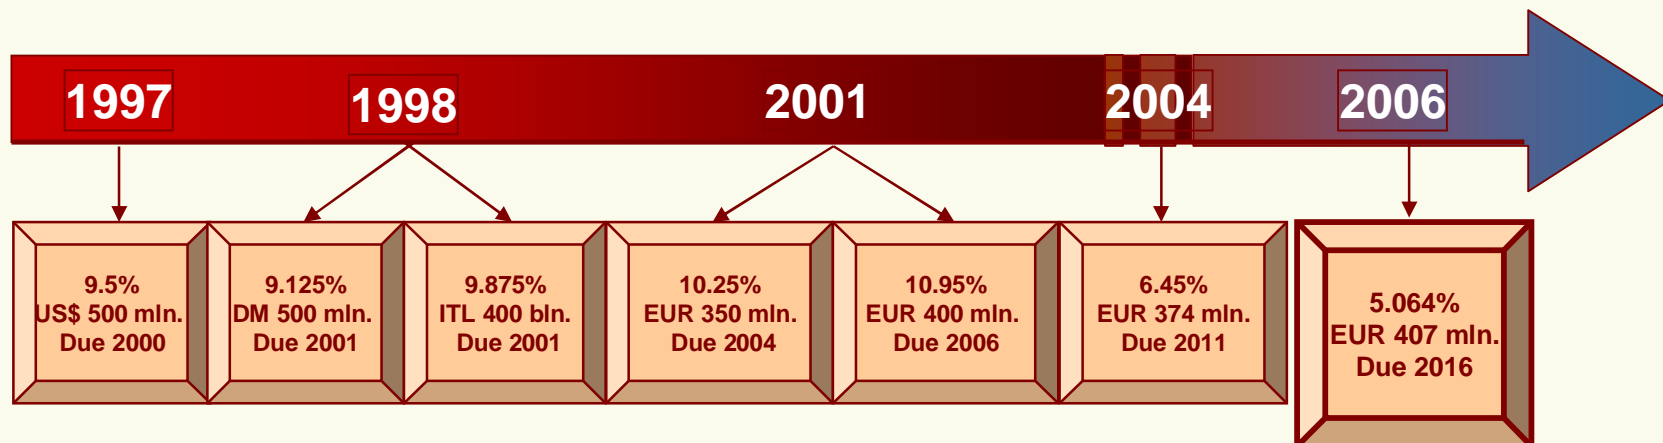 1997
1998
2001
2004
2006
9.5%
US$ 500 mln.
Due 2000
9.125%
DM 500 mln.
Due 2001
9.875%
ITL 400 bln.
Due 2001
10.25%
EUR 350 mln.
Due 2004
10.95%
EUR 400 mln.
Due 2006
6.45%
EUR 374 mln.
Due 2011
5.064%
EUR 407 mln.
Due 2016